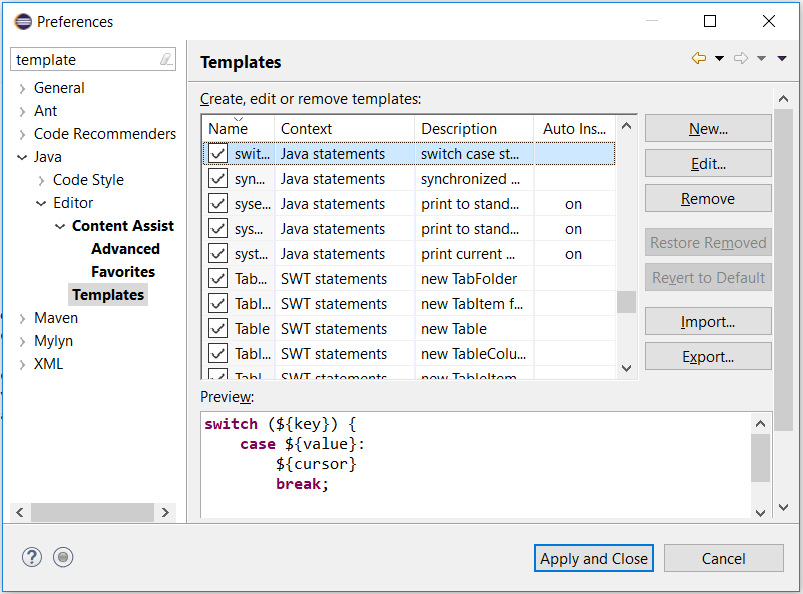 Preferences
template
General
Ant
Code Recommenders
Java
Code Style
Editor
Content Assist
Advanced
Favorites
Templates
Maven
Mylyn
XML
Templates
Create, edit or remove templates:
Name Context Description Auto Ins...
swit... Java statements switch case st...
syn... Java statements synchronized ...
syse... Java statements print to stand... on
sys... Java statements print to stand... on
syst... Java statements print current ... on
Tab... SWT statements new TabFolder
Tabl... SWT statements new TabItem f...
Table SWT statements new Table
Tabl... SWT statements new TableColu...
Tabl... SWT statements new TableItem
New...
Edit...
Remove
Restore Removed
Revert to Default
Import...
Export...
Preview:
switch (${key}) {
case ${value}:
${cursor}
break;
?
Apply and Close
Cancel